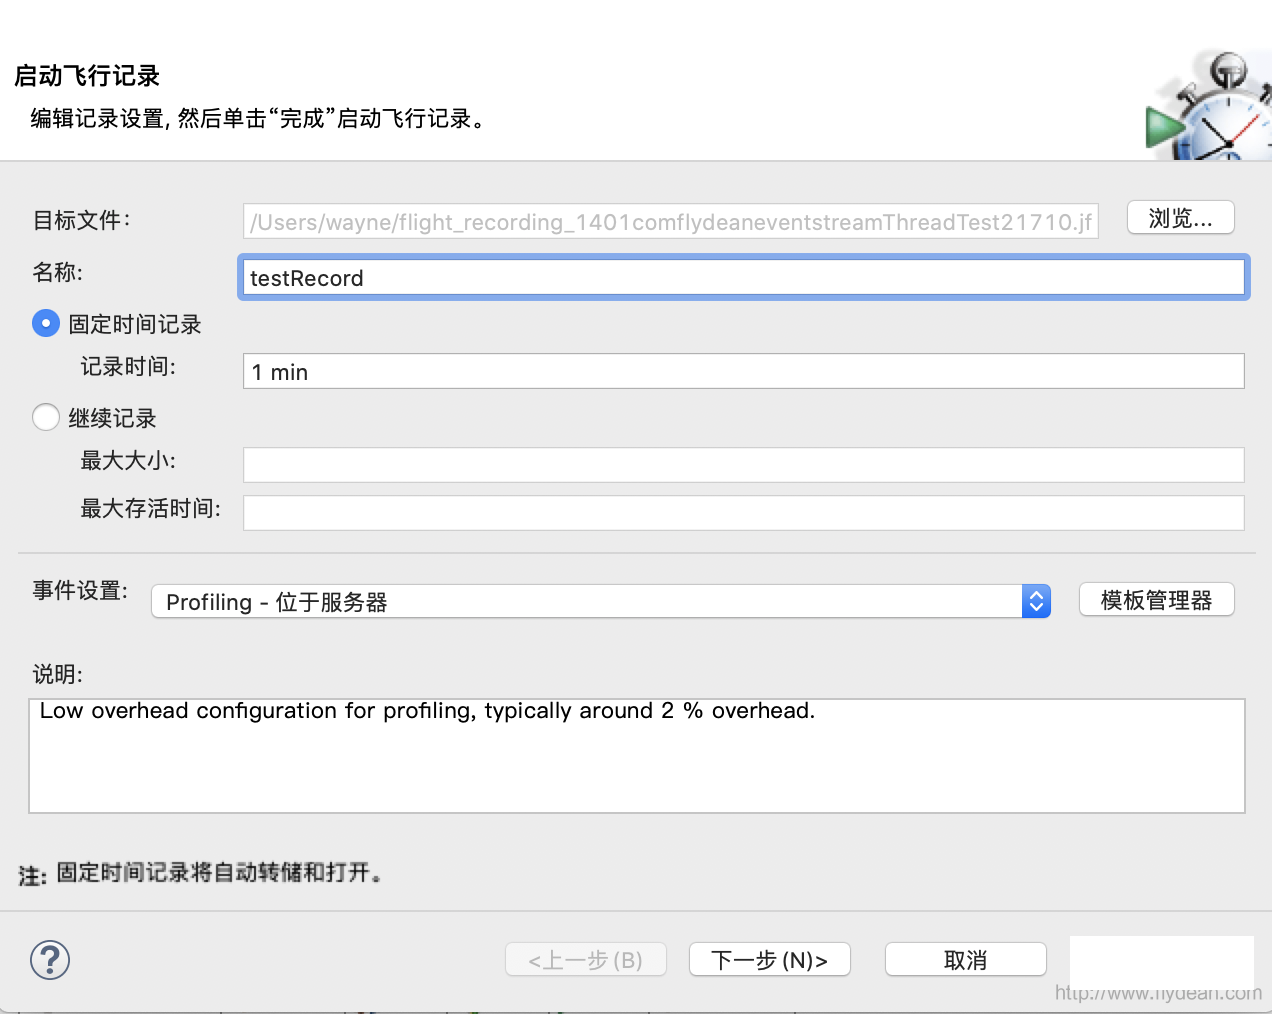 启动飞行记录
编辑记录设置, 然后单击“完成”启动飞行记录。
目标文件: /Users/wayne/flight_recording_1401comflydeaneventstreamThreadTest21710.jf 浏览...
名称: testRecord
固定时间记录
记录时间: 1 min
继续记录
最大大小:
最大存活时间:
事件设置: Profiling - 位于服务器 模板管理器
说明:
Low overhead configuration for profiling, typically around 2 % overhead.
注: 固定时间记录将自动转储和打开。
? <上一步(B) 下一步(N)> 取消
http://www.flydean.com